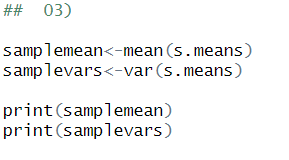 ## 03)
samplemean<-mean(s.means)
samplevars<-var(s.means)
print(samplemean)
print(samplevars)